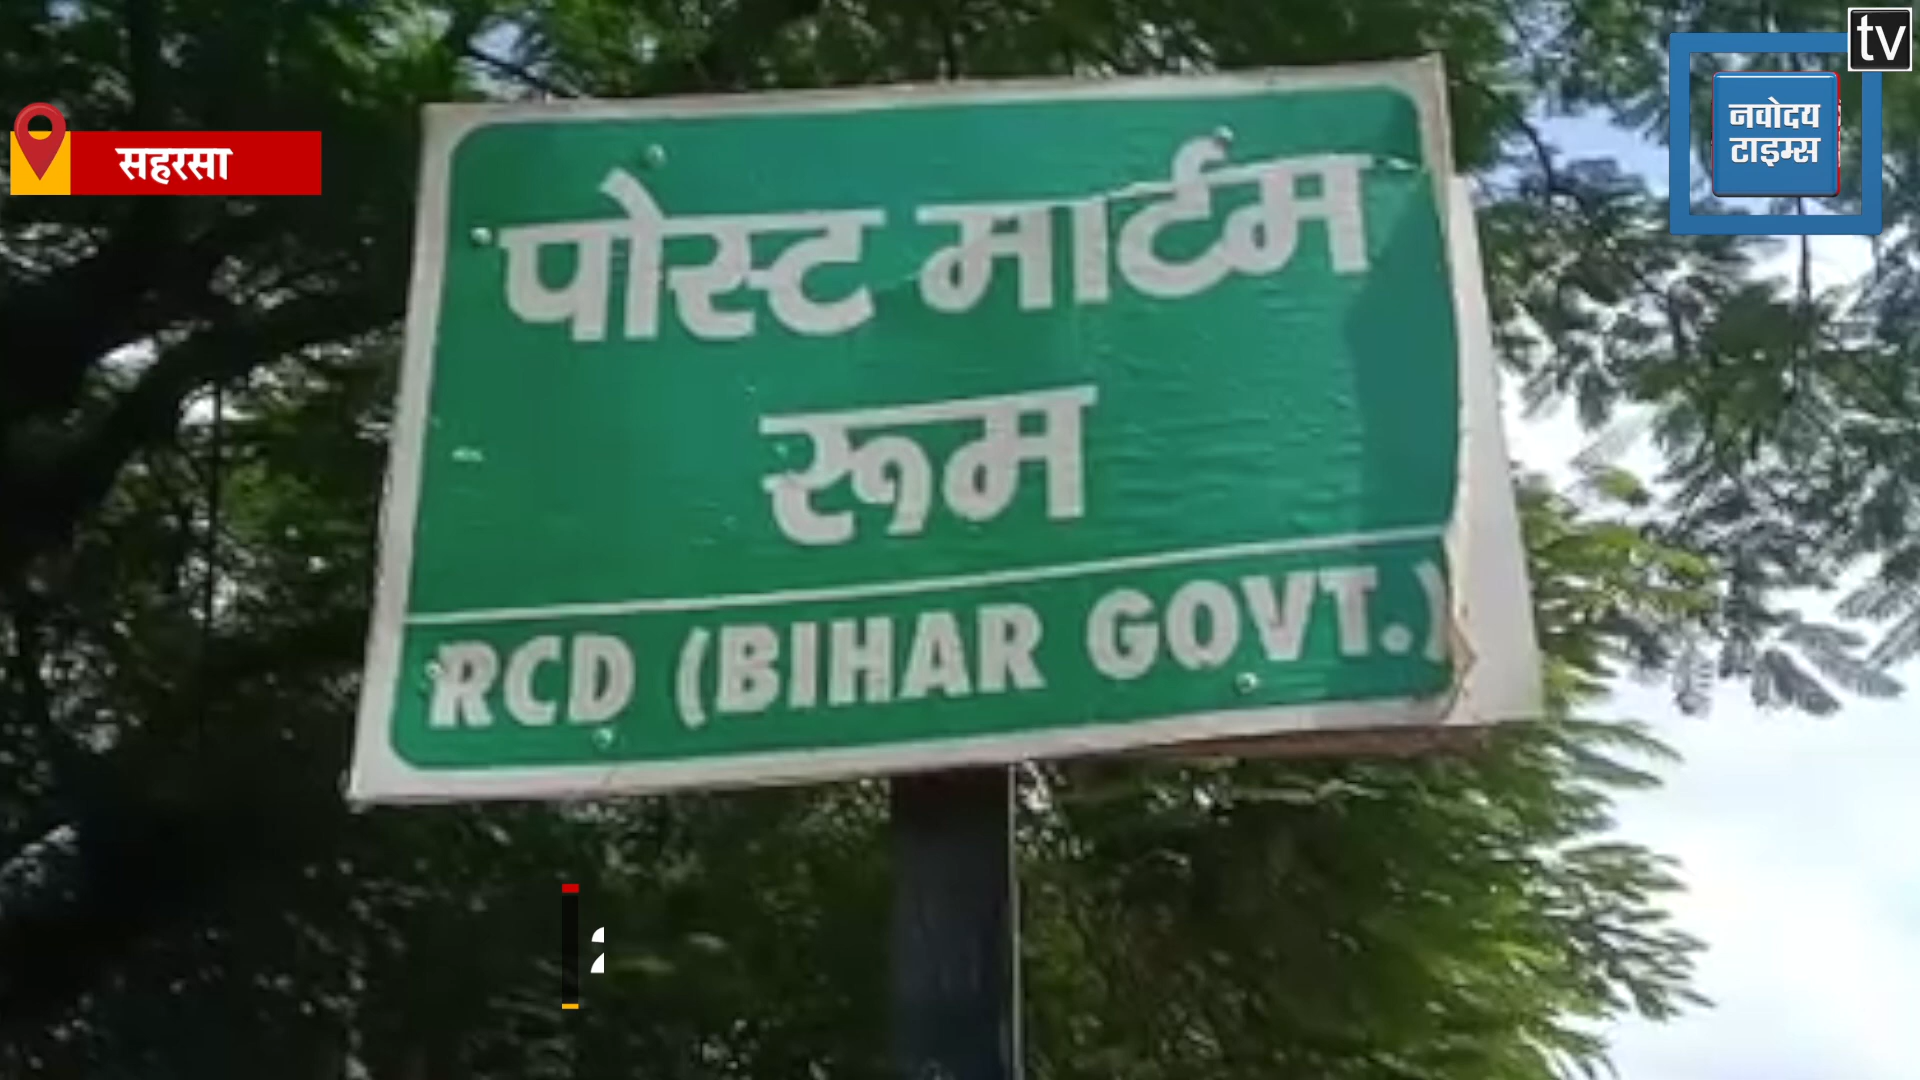 tv
नवोदय
टाइम्स
सहरसा
पोस्ट मार्टम
रूम
RCD (BIHAR GOVT.)